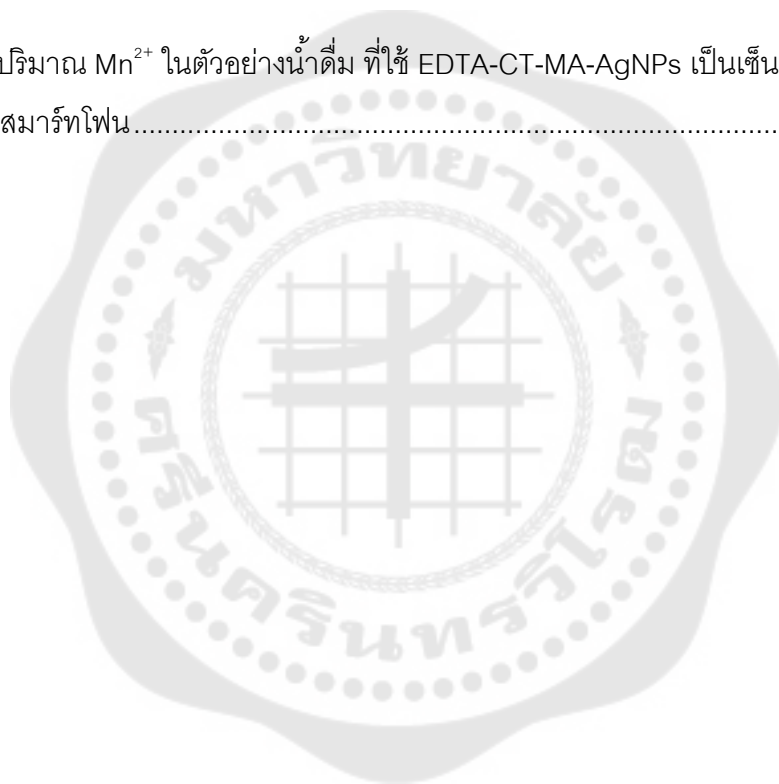 ปริมาณ Mn²⁺ ในตัวอย่างน้ำดื่ม ที่ใช้ EDTA-CT-MA-AgNPs เป็นเซ็น
สมาร์ทโฟน....................................................................................
มหาวิทยาลัย
ศรีนครินทรวิโรฒ